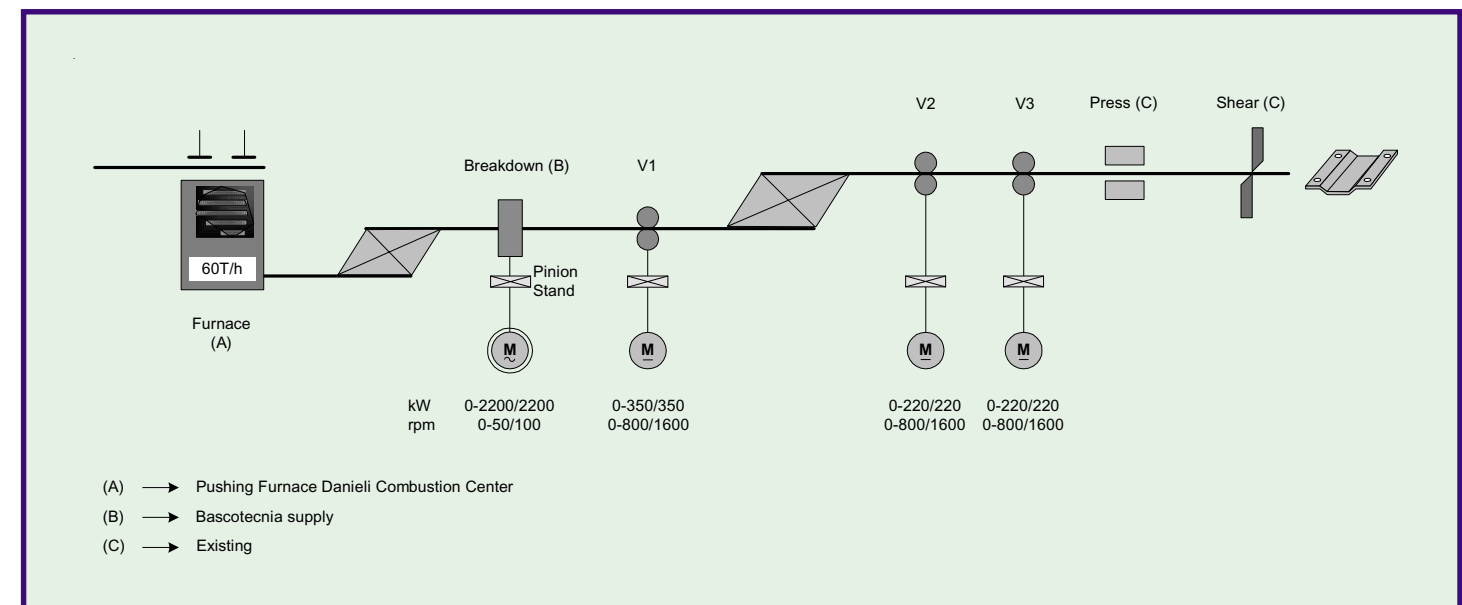 V2 V3 Press (C) Shear (C)
Breakdown (B) V1
60T/h
Pinion
Stand
Furnace
(A)
M M M M
kW 0-2200/2200 0-350/350 0-220/220 0-220/220
rpm 0-50/100 0-800/1600 0-800/1600 0-800/1600
(A) Pushing Furnace Danieli Combustion Center
(B) Bascotecnia supply
(C) Existing